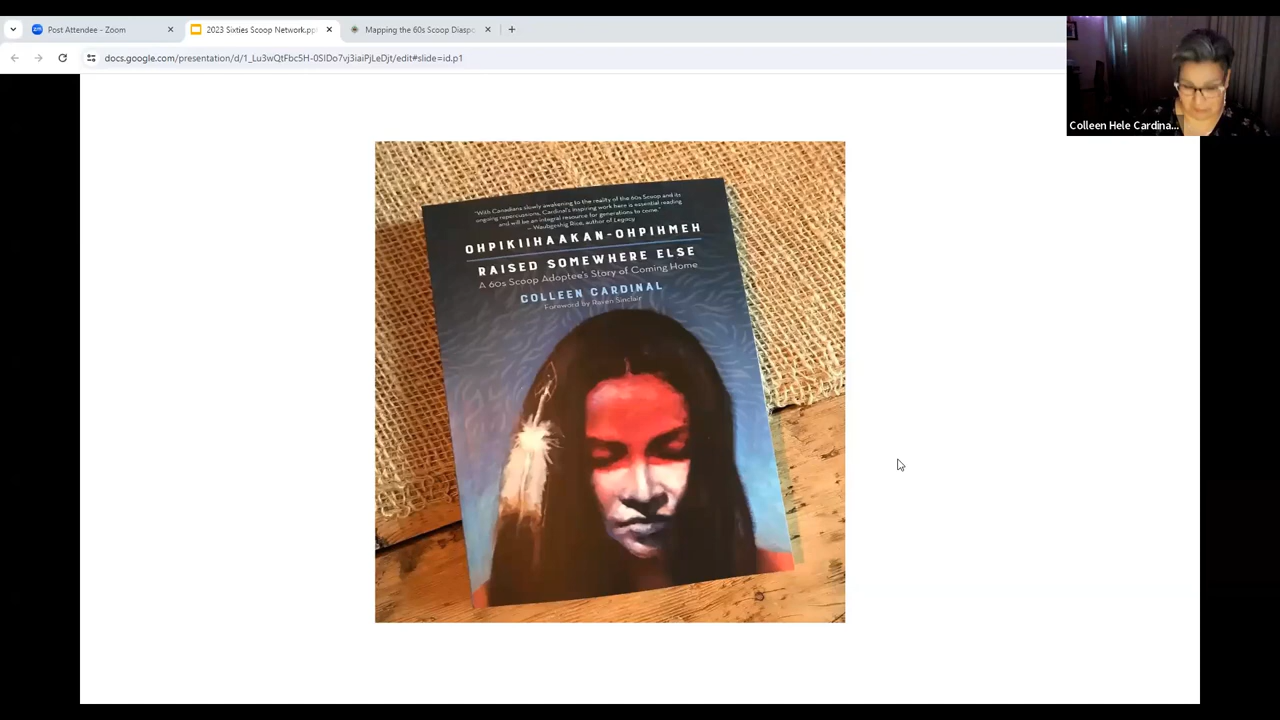 Post Attendee - Zoom
2023 Sixties Scoop Network.ppt
Mapping the 60s Scoop Diaspo
docs.google.com/presentation/d/1_Lu3wQtFbc5H-0SIDo7vj3iaiPjLeDjt/edit#slide=id.p1
Colleen Hele Cardina...
"With Canadians slowly awakening to the reality of the 60s Scoop and its
ongoing repercussions, Cardinal's inspiring work here is essential reading
and will be an integral resource for generations to come."
— Waubgeshig Rice, author of Legacy
OHPIKIIHAAKAN-OHPIHMEH
RAISED SOMEWHERE ELSE
A 60s Scoop Adoptee's Story of Coming Home
COLLEEN CARDINAL
Foreword by Raven Sinclair